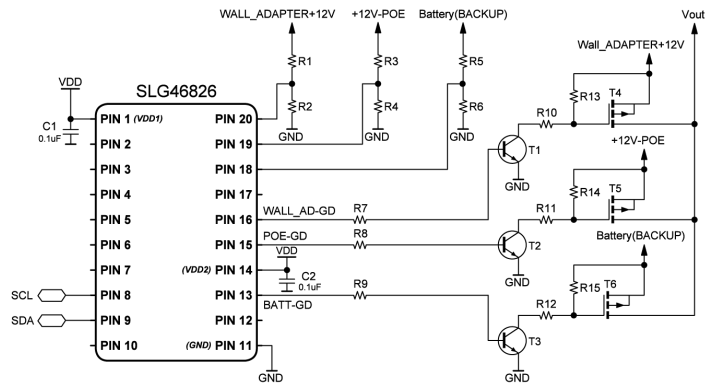 WALL_ADAPTER+12V +12V-POE Battery(BACKUP) Vout
R1 R3 R5 Wall_ADAPTER+12V
VDD SLG46826 R13 T4
C1 0.1uF R2 R4 R6 R10
GND GND GND T1
PIN 1 (VDD1) PIN 20
PIN 2 PIN 19 +12V-POE
PIN 3 PIN 18 GND
PIN 4 PIN 17 R14 T5
PIN 5 PIN 16 WALL_AD-GD R7 R11
PIN 6 PIN 15 POE-GD R8 T2
VDD Battery(BACKUP)
PIN 7 (VDD2) PIN 14 C2 0.1uF GND
SCL PIN 8 PIN 13 BATT-GD R9 R15 T6
SDA PIN 9 PIN 12 GND R12
PIN 10 (GND) PIN 11 T3
GND GND